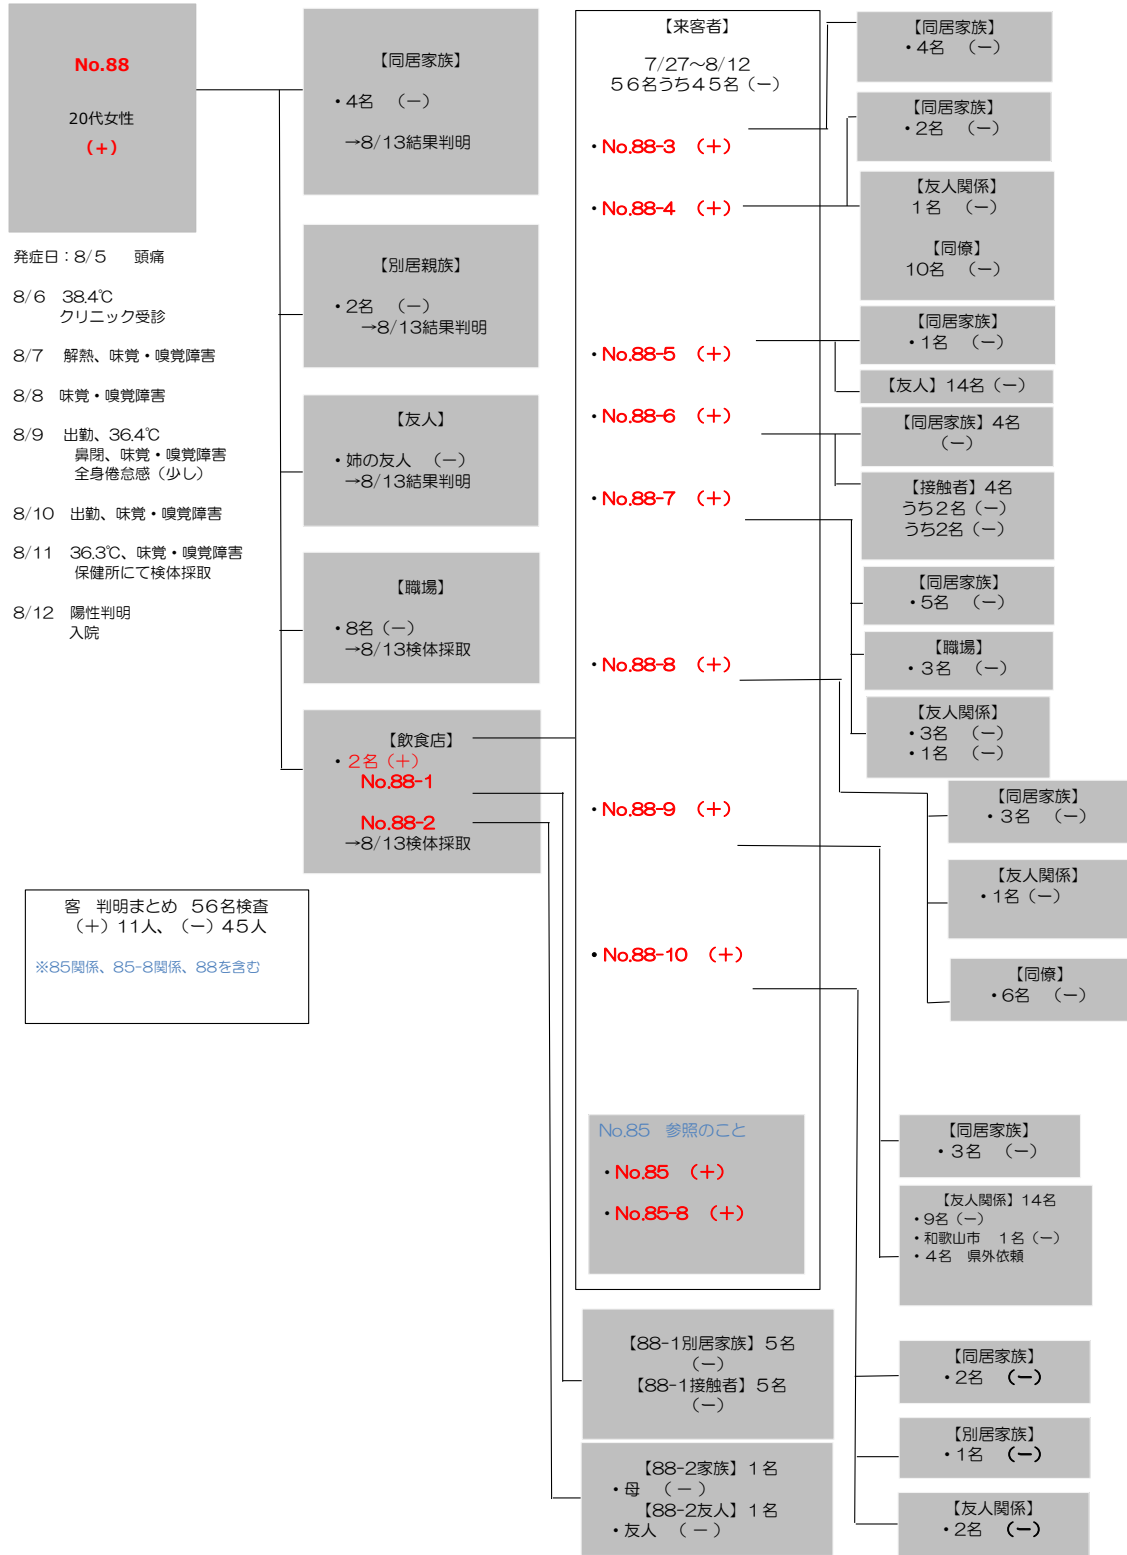 No.88
20代女性
（+）
発症日：8/5　頭痛
8/6　38.4℃
クリニック受診
8/7　解熱、味覚・嗅覚障害
8/8　味覚・嗅覚障害
8/9　出勤、36.4℃
鼻閉、味覚・嗅覚障害
全身倦怠感（少し）
8/10　出勤、味覚・嗅覚障害
8/11　36.3℃、味覚・嗅覚障害
保健所にて検体採取
8/12　陽性判明
入院
客　判明まとめ　56名検査
（＋）11人、（－）45人
※85関係、85-8関係、88を含む
【同居家族】
・4名　（－）
→8/13結果判明
【別居親族】
・2名　（－）
→8/13結果判明
【友人】
・姉の友人　（－）
→8/13結果判明
【職場】
・8名（－）
→8/13検体採取
【飲食店】
・2名（＋）
No.88-1
No.88-2
→8/13検体採取
【来客者】
7/27～8/12
５６名うち４５名（－）
・No.88-3　（＋）
・No.88-4　（＋）
・No.88-5　（＋）
・No.88-6　（＋）
・No.88-7　（＋）
・No.88-8　（＋）
・No.88-9　（＋）
・No.88-10　（＋）
No.85　参照のこと
・No.85　（＋）
・No.85-8　（＋）
【88-1別居家族】５名
（－）
【88-1接触者】５名
（－）
【88-2家族】１名
・母　（－）
【88-2友人】１名
・友人　（－）
【同居家族】
・４名　（－）
【同居家族】
・２名　（－）
【友人関係】
１名　（－）
【同僚】
10名　（－）
【同居家族】
・１名　（－）
【友人】14名（－）
【同居家族】4名
（－）
【接触者】４名
うち２名（－）
うち２名（－）
【同居家族】
・５名　（－）
【職場】
・３名　（－）
【友人関係】
・３名　（－）
・１名　（－）
【同居家族】
・３名　（－）
【友人関係】
・１名（－）
【同僚】
・６名　（－）
【同居家族】
・３名　（－）
【友人関係】14名
・9名（－）
・和歌山市　１名（－）
・４名　県外依頼
【同居家族】
・２名　（－）
【別居家族】
・１名　（－）
【友人関係】
・２名　（－）